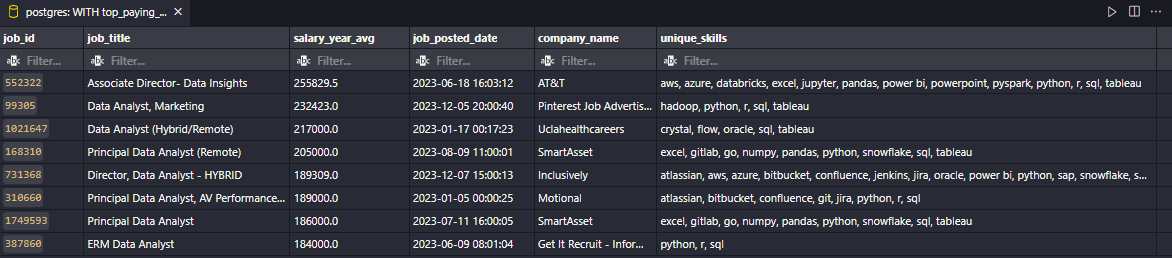 postgres: WITH top_paying_...
job_id job_title salary_year_avg job_posted_date company_name unique_skills
Filter... Filter... Filter... Filter... Filter... Filter...
552322 Associate Director- Data Insights 255829.5 2023-06-18 16:03:12 AT&T aws, azure, databricks, excel, jupyter, pandas, power bi, powerpoint, pyspark, python, r, sql, tableau
99305 Data Analyst, Marketing 232423.0 2023-12-05 20:00:40 Pinterest Job Advertis... hadoop, python, r, sql, tableau
1021647 Data Analyst (Hybrid/Remote) 217000.0 2023-01-17 00:17:23 Uclahealthcareers crystal, flow, oracle, sql, tableau
168310 Principal Data Analyst (Remote) 205000.0 2023-08-09 11:00:01 SmartAsset excel, gitlab, go, numpy, pandas, python, snowflake, sql, tableau
731368 Director, Data Analyst - HYBRID 189309.0 2023-12-07 15:00:13 Inclusively atlassian, aws, azure, bitbucket, confluence, jenkins, jira, oracle, power bi, python, sap, snowflake, s...
310660 Principal Data Analyst, AV Performance... 189000.0 2023-01-05 00:00:25 Motional atlassian, bitbucket, confluence, git, jira, python, r, sql
1749593 Principal Data Analyst 186000.0 2023-07-11 16:00:05 SmartAsset excel, gitlab, go, numpy, pandas, python, snowflake, sql, tableau
387860 ERM Data Analyst 184000.0 2023-06-09 08:01:04 Get It Recruit - Infor... python, r, sql